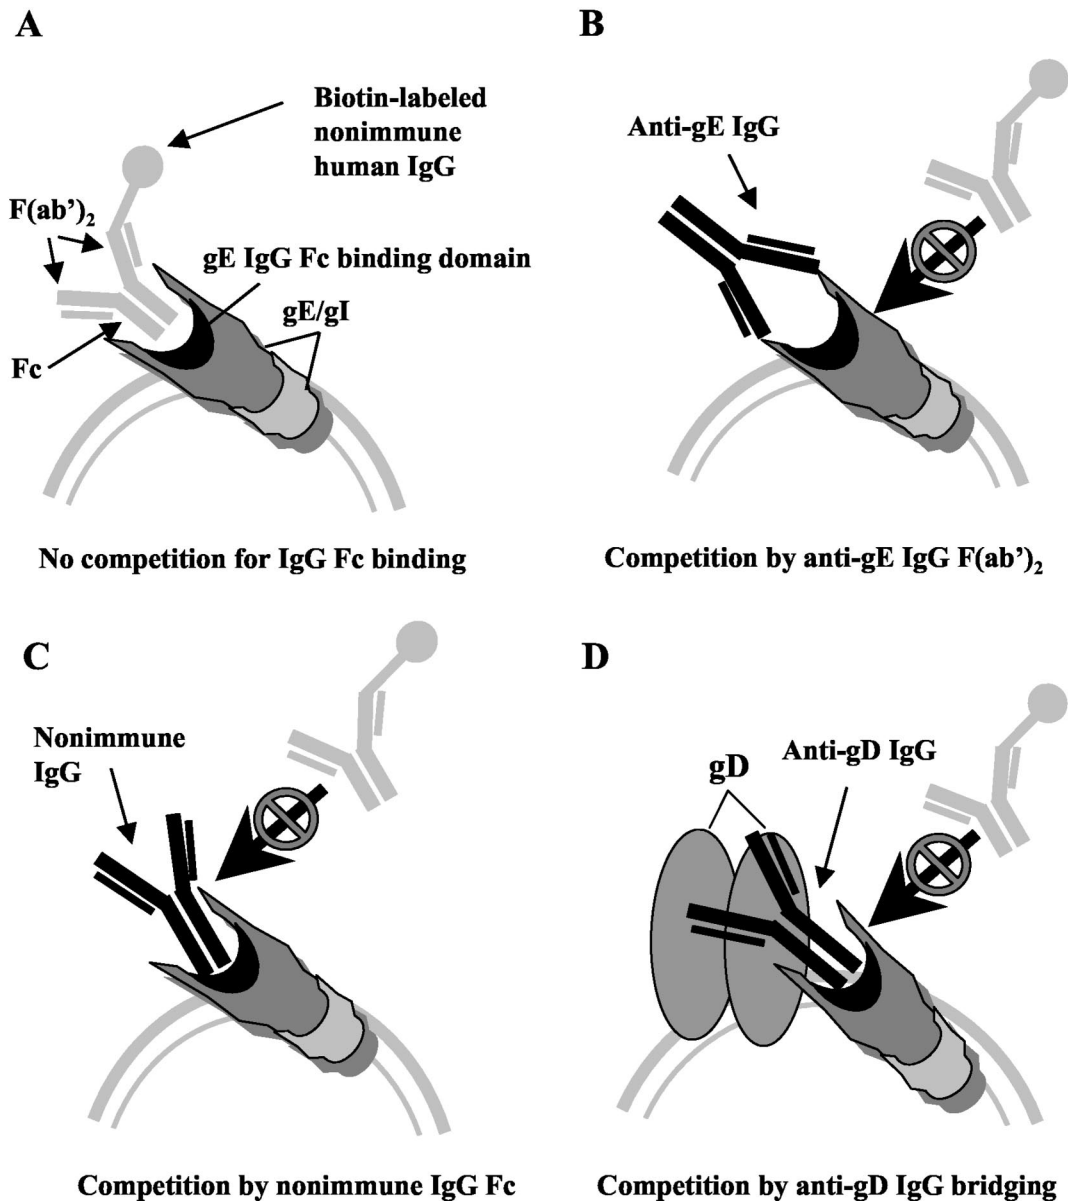 A
Biotin-labeled
nonimmune
human IgG
F(ab’)2
gE IgG Fc binding domain
gE/gI
Fc
No competition for IgG Fc binding
B
Anti-gE IgG
Competition by anti-gE IgG F(ab’)2
C
Nonimmune
IgG
Competition by nonimmune IgG Fc
D
gD
Anti-gD IgG
Competition by anti-gD IgG bridging